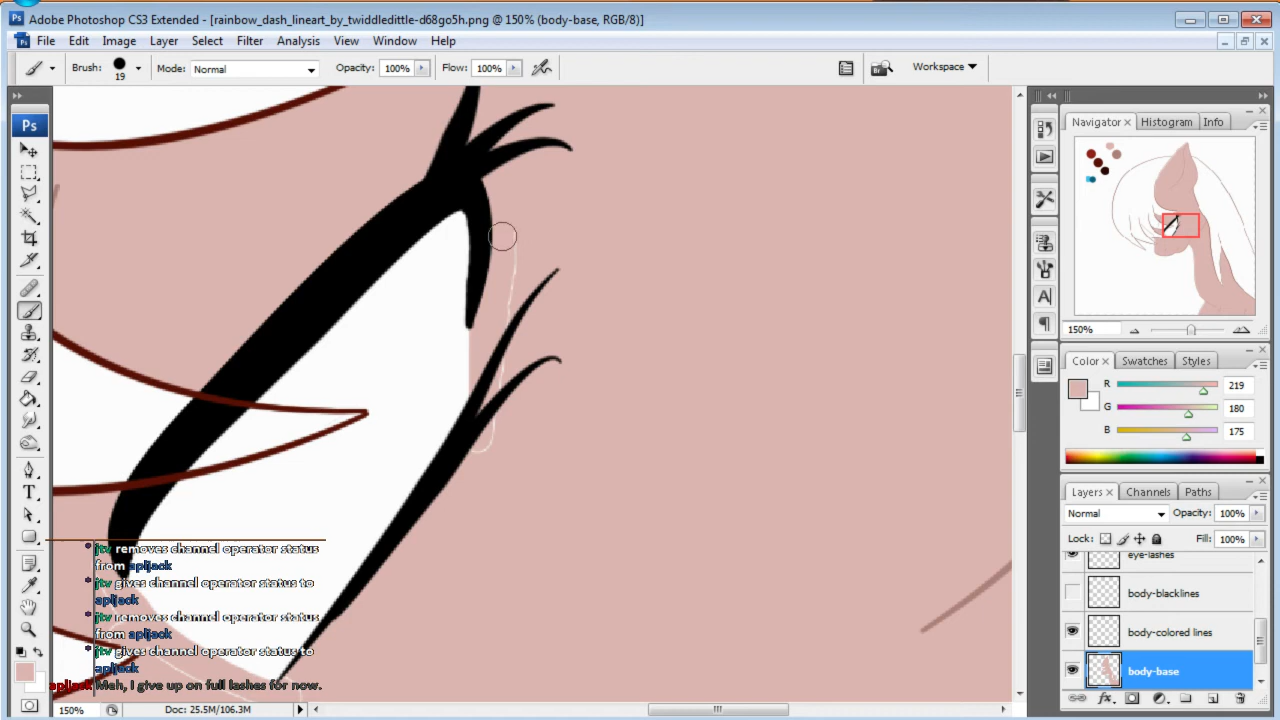 Adobe Photoshop CS3 Extended - [rainbow_dash_lineart_by_twiddledittle-d68go5h.png @ 150% (body-base, RGB/8)]
Ps File Edit Image Layer Select Filter Analysis View Window Help
Brush: 19 Mode: Normal Opacity: 100% Flow: 100% Br Workspace
Ps
Navigator × Histogram Info
150%
Color × Swatches Styles
R 219
G 180
B 175
Layers × Channels Paths
Normal Opacity: 100%
Lock: Fill: 100%
eye-lashes
body-blacklines
body-colored lines
body-base
* jtv removes channel operator status
from apljack
* jtv gives channel operator status to
apljack
* jtv removes channel operator status
from apljack
* jtv gives channel operator status to
apljack
apljack Meh, I give up on full lashes for now.
150% Doc: 25.5M/106.3M